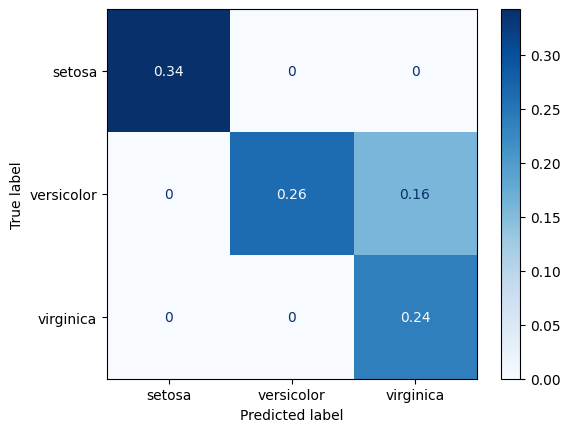 setosa
versicolor
virginica
True label
0.34 0 0
0 0.26 0.16
0 0 0.24
setosa versicolor virginica
Predicted label
0.30
0.25
0.20
0.15
0.10
0.05
0.00